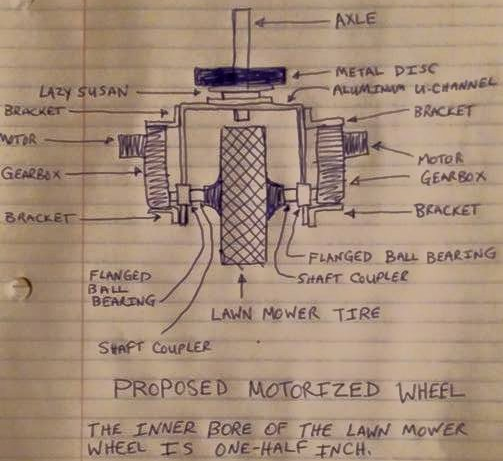 AXLE
METAL DISC
LAZY SUSAN
ALUMINUM U-CHANNEL
BRACKET
BRACKET
MOTOR
MOTOR
GEARBOX
GEARBOX
BRACKET
BRACKET
FLANGED BALL BEARING
FLANGED
BALL
BEARING
SHAFT COUPLER
LAWN MOWER TIRE
SHAFT COUPLER
PROPOSED MOTORIZED WHEEL
THE INNER BORE OF THE LAWN MOWER
WHEEL IS ONE-HALF INCH.